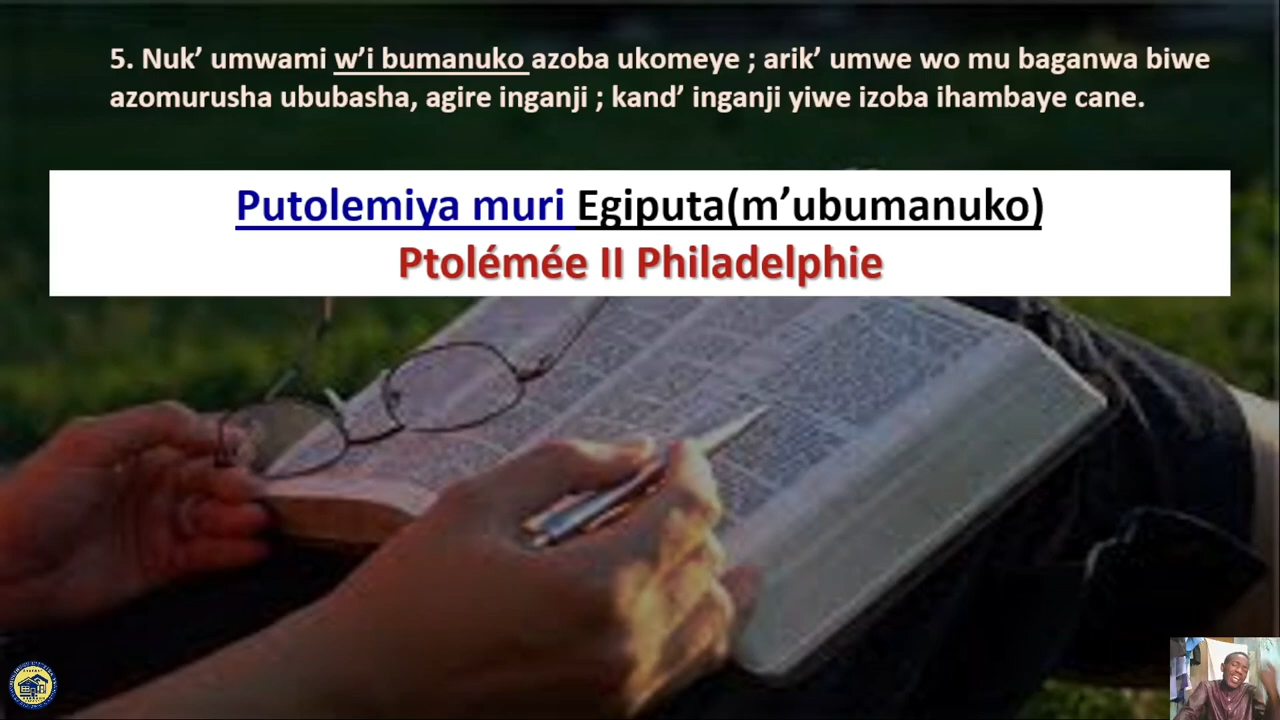 5. Nuk’ umwami w’i bumanuko azoba ukomeye ; arik’ umwe wo mu baganwa biwe
azomurusha ububasha, agire inganji ; kand’ inganji yiwe izoba ihambaye cane.
Putolemiya muri Egiputa(m’ubumanuko)
Ptolémée II Philadelphie